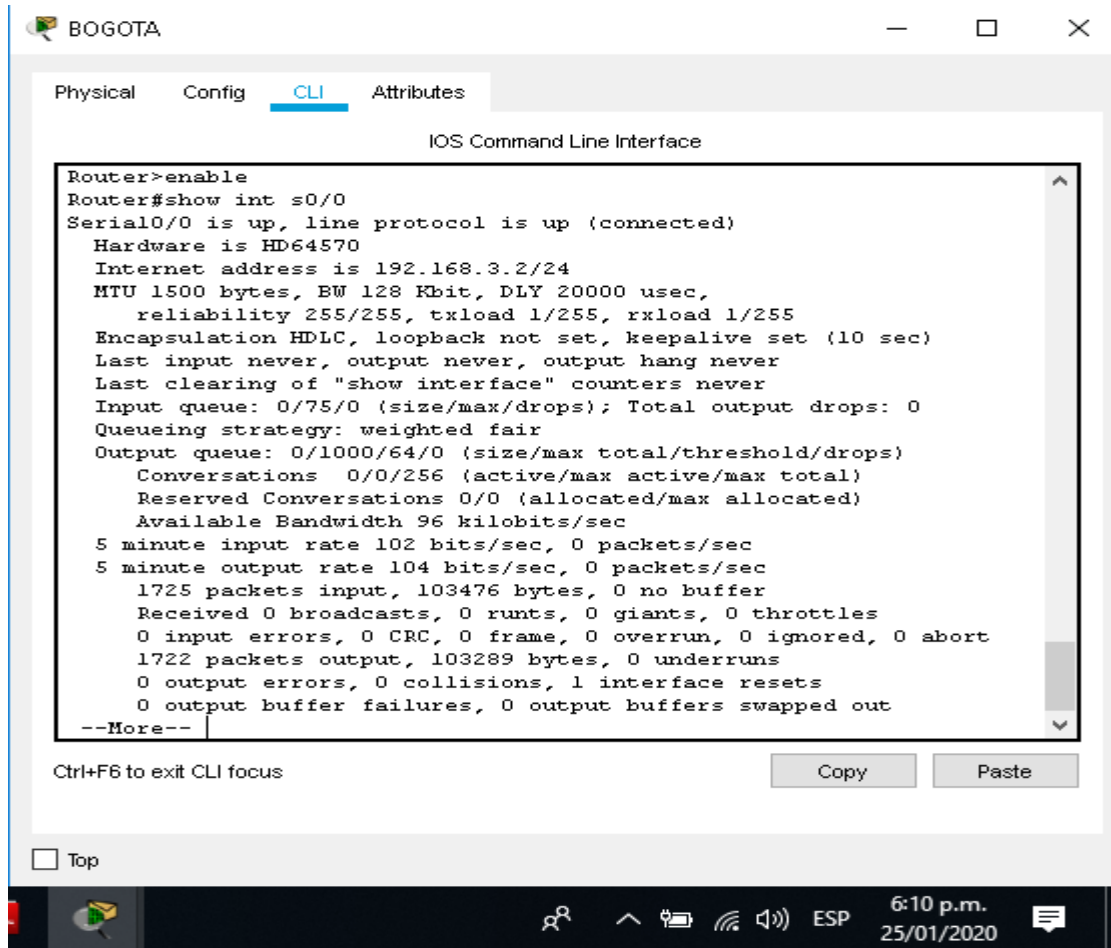 BOGOTA
Physical Config CLI Attributes
IOS Command Line Interface
Router>enable
Router#show int s0/0
Serial0/0 is up, line protocol is up (connected)
Hardware is HD64570
Internet address is 192.168.3.2/24
MTU 1500 bytes, BW 128 Kbit, DLY 20000 usec,
reliability 255/255, txload 1/255, rxload 1/255
Encapsulation HDLC, loopback not set, keepalive set (10 sec)
Last input never, output never, output hang never
Last clearing of "show interface" counters never
Input queue: 0/75/0 (size/max/drops); Total output drops: 0
Queueing strategy: weighted fair
Output queue: 0/1000/64/0 (size/max total/threshold/drops)
Conversations 0/0/256 (active/max active/max total)
Reserved Conversations 0/0 (allocated/max allocated)
Available Bandwidth 96 kilobits/sec
5 minute input rate 102 bits/sec, 0 packets/sec
5 minute output rate 104 bits/sec, 0 packets/sec
1725 packets input, 103476 bytes, 0 no buffer
Received 0 broadcasts, 0 runts, 0 giants, 0 throttles
0 input errors, 0 CRC, 0 frame, 0 overrun, 0 ignored, 0 abort
1722 packets output, 103289 bytes, 0 underruns
0 output errors, 0 collisions, 1 interface resets
0 output buffer failures, 0 output buffers swapped out
--More--
Ctrl+F6 to exit CLI focus
Copy Paste
Top
ESP
6:10 p.m.
25/01/2020